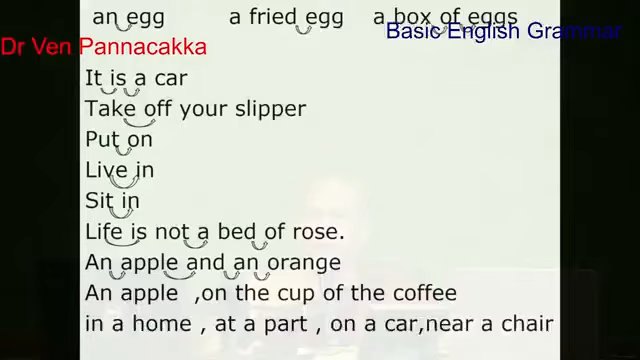 an egg a fried egg a box of eggs
Basic English Grammar
Dr Ven Pannacakka
It is a car
Take off your slipper
Put on
Live in
Sit in
Life is not a bed of rose.
An apple and an orange
An apple ,on the cup of the coffee
in a home , at a part , on a car,near a chair